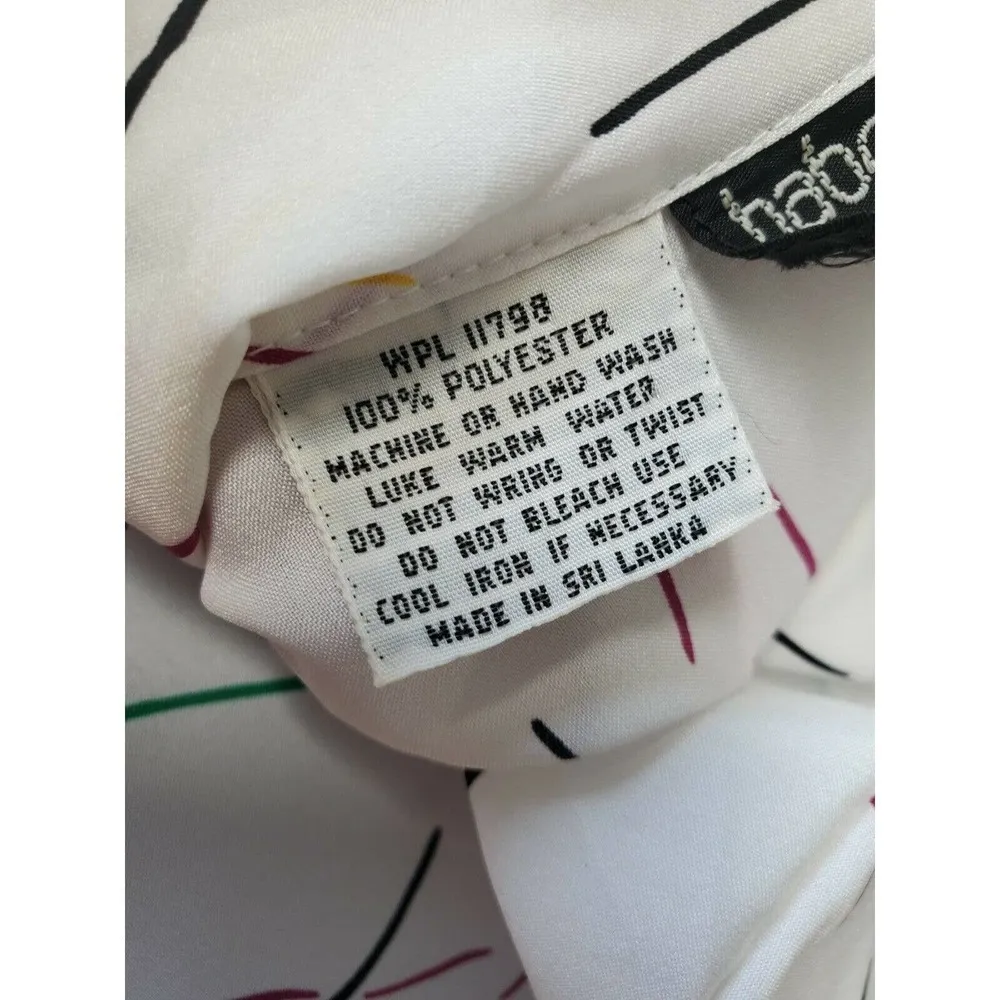 WPL 11798
100% POLYESTER
MACHINE OR HAND WASH
LUKE WARM WATER
DO NOT WRING OR TWIST
DO NOT BLEACH USE
COOL IRON IF NECESSARY
MADE IN SRI LANKA